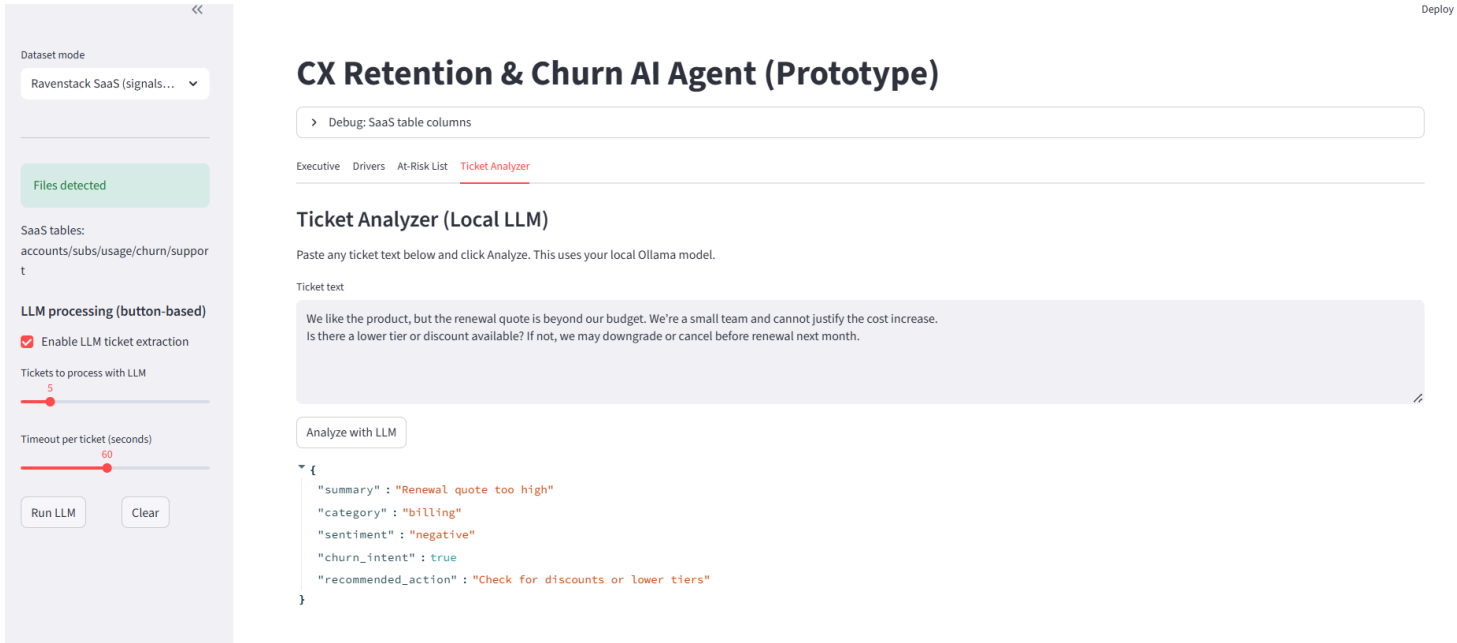 Deploy
Dataset mode
Ravenstack SaaS (signals...
Files detected
SaaS tables:
accounts/subs/usage/churn/suppor
t
LLM processing (button-based)
Enable LLM ticket extraction
Tickets to process with LLM
5
Timeout per ticket (seconds)
60
Run LLM
Clear
CX Retention & Churn AI Agent (Prototype)
Debug: SaaS table columns
Executive Drivers At-Risk List Ticket Analyzer
Ticket Analyzer (Local LLM)
Paste any ticket text below and click Analyze. This uses your local Ollama model.
Ticket text
We like the product, but the renewal quote is beyond our budget. We’re a small team and cannot justify the cost increase.
Is there a lower tier or discount available? If not, we may downgrade or cancel before renewal next month.
Analyze with LLM
{
"summary" : "Renewal quote too high"
"category" : "billing"
"sentiment" : "negative"
"churn_intent" : true
"recommended_action" : "Check for discounts or lower tiers"
}